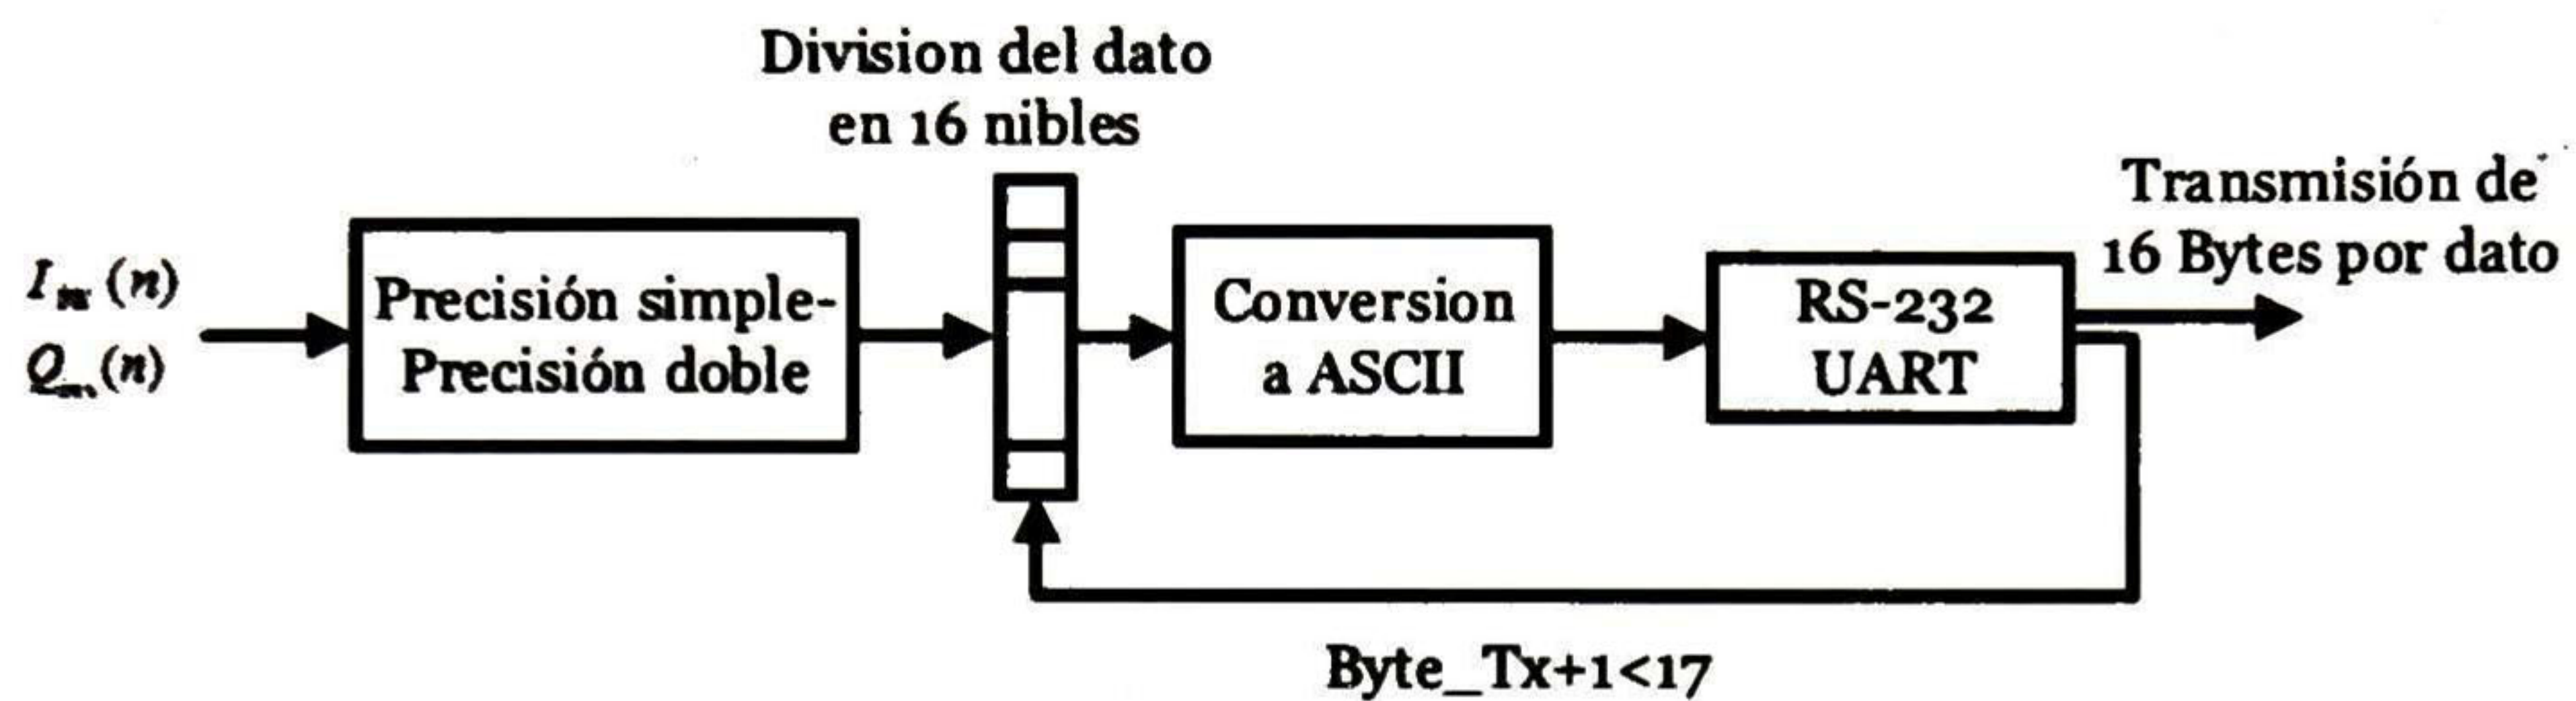 Division del dato
en 16 nibles
Transmisión de
16 Bytes por dato
I (n)
Q (n)
Precisión simple-
Precisión doble
Conversion
a ASCII
RS-232
UART
Byte_Tx+1<17